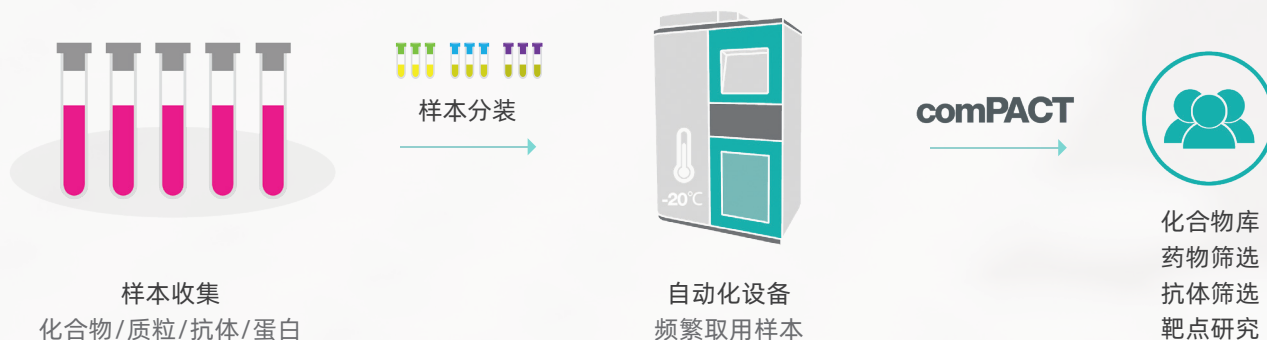 样本分装
comPACT
-20℃
样本收集
化合物/质粒/抗体/蛋白
自动化设备
频繁取用样本
化合物库
药物筛选
抗体筛选
靶点研究